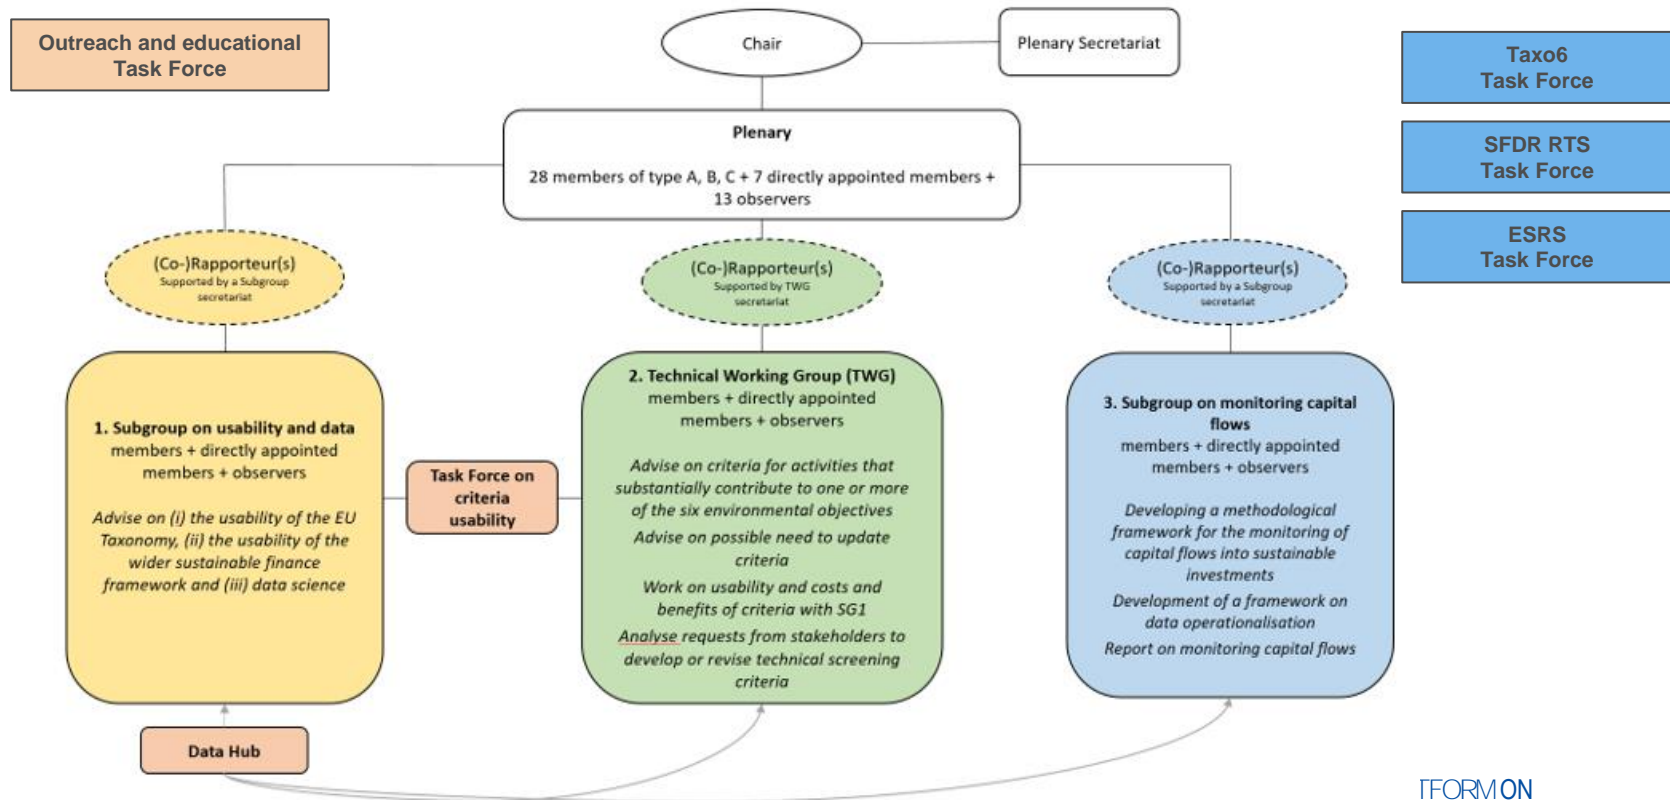 Outreach and educational
Task Force
Chair
Plenary Secretariat
Taxo6
Task Force
SFDR RTS
Task Force
ESRS
Task Force
Plenary
28 members of type A, B, C + 7 directly appointed members +
13 observers
(Co-)Rapporteur(s)
Supported by a Subgroup
secretariat
(Co-)Rapporteur(s)
Supported by TWG
secretariat
(Co-)Rapporteur(s)
Supported by a Subgroup
secretariat
1. Subgroup on usability and data
members + directly appointed
members + observers
Advise on (i) the usability of the EU
Taxonomy, (ii) the usability of the
wider sustainable finance
framework and (iii) data science
Task Force on
criteria
usability
2. Technical Working Group (TWG)
members + directly appointed
members + observers
Advise on criteria for activities that
substantially contribute to one or more
of the six environmental objectives
Advise on possible need to update
criteria
Work on usability and costs and
benefits of criteria with SG1
Analyse requests from stakeholders to
develop or revise technical screening
criteria
3. Subgroup on monitoring capital
flows
members + directly appointed
members + observers
Developing a methodological
framework for the monitoring of
capital flows into sustainable
investments
Development of a framework on
data operationalisation
Report on monitoring capital flows
Data Hub
TFORM ON